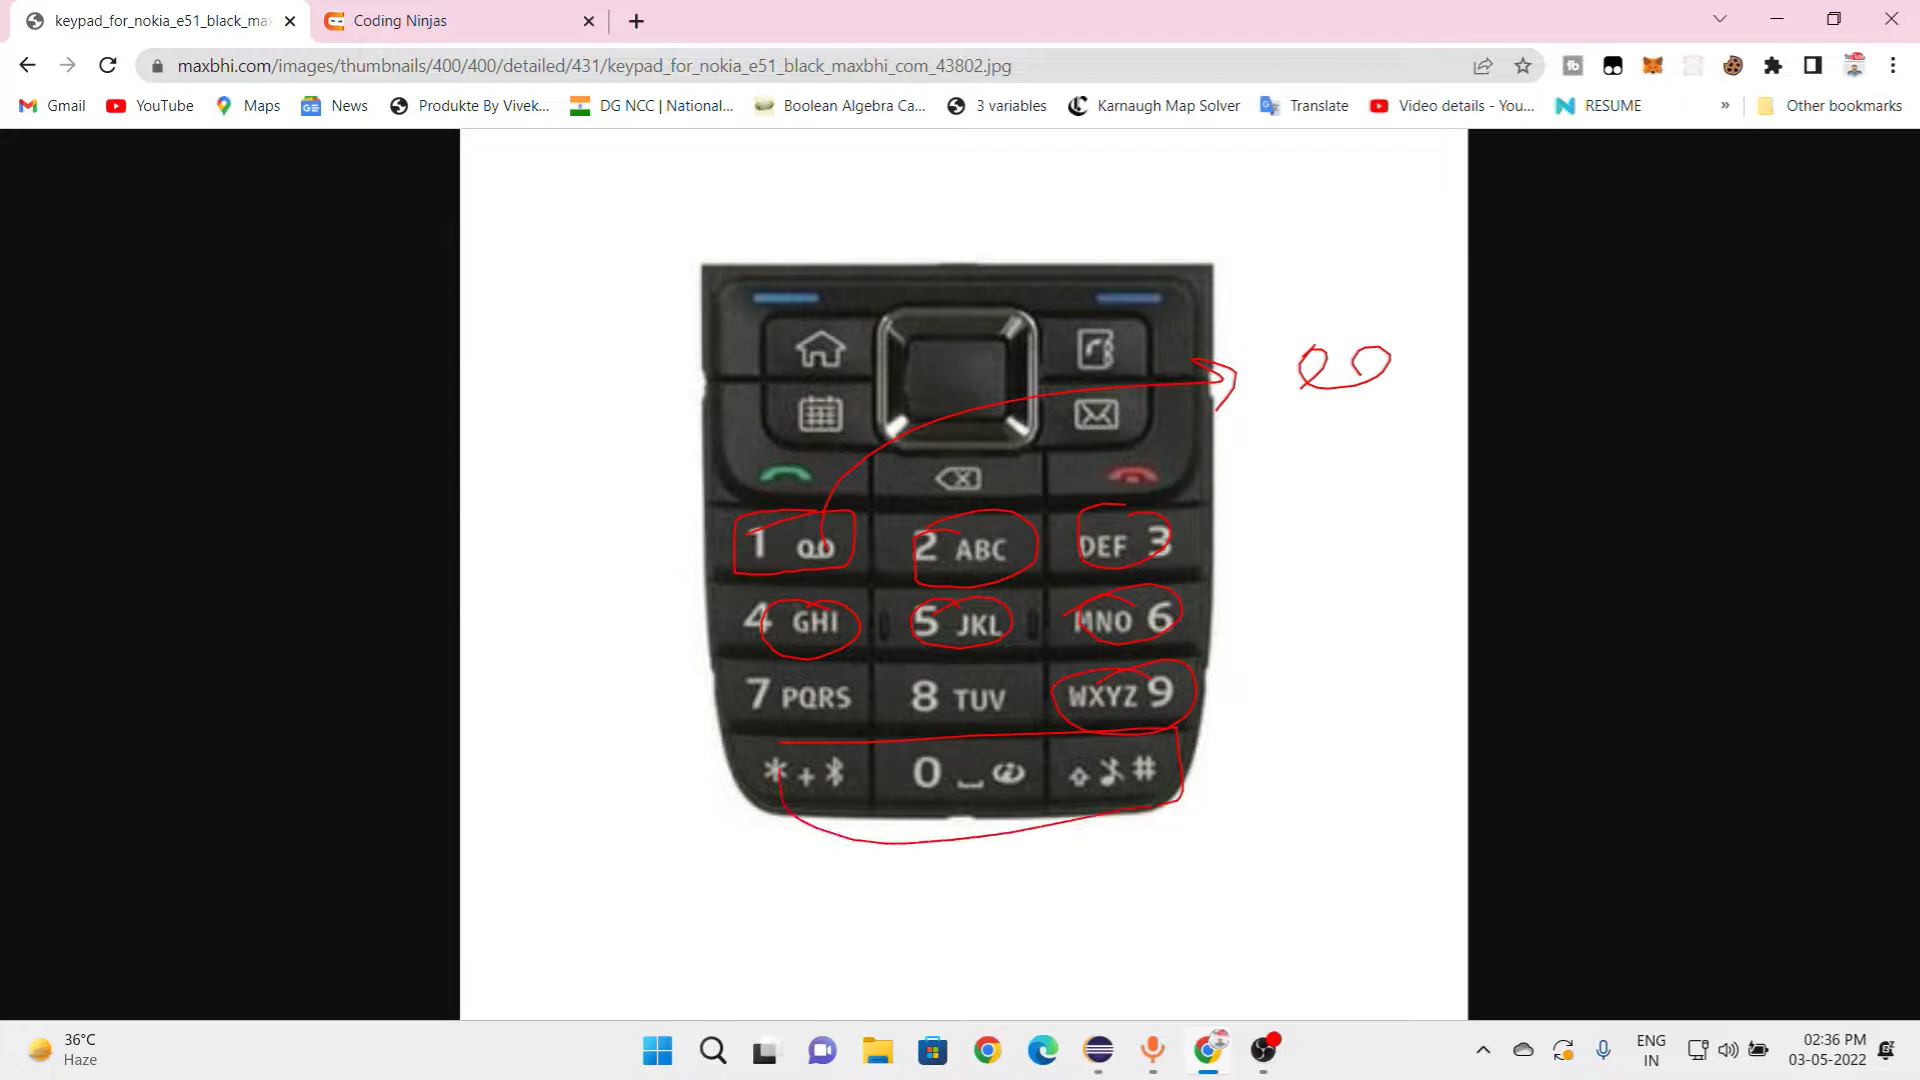 keypad_for_nokia_e51_black_ma
Coding Ninjas
maxbhi.com/images/thumbnails/400/400/detailed/431/keypad_for_nokia_e51_black_maxbhi_com_43802.jpg
Gmail YouTube Maps News Produkte By Vivek... DG NCC | National... Boolean Algebra Ca... 3 variables Karnaugh Map Solver Translate Video details - You... RESUME » Other bookmarks
1 2 ABC DEF 3
4 GHI 5 JKL MNO 6
7 PQRS 8 TUV WXYZ 9
* + 0 #
36°C
Haze
ENG
IN
02:36 PM
03-05-2022